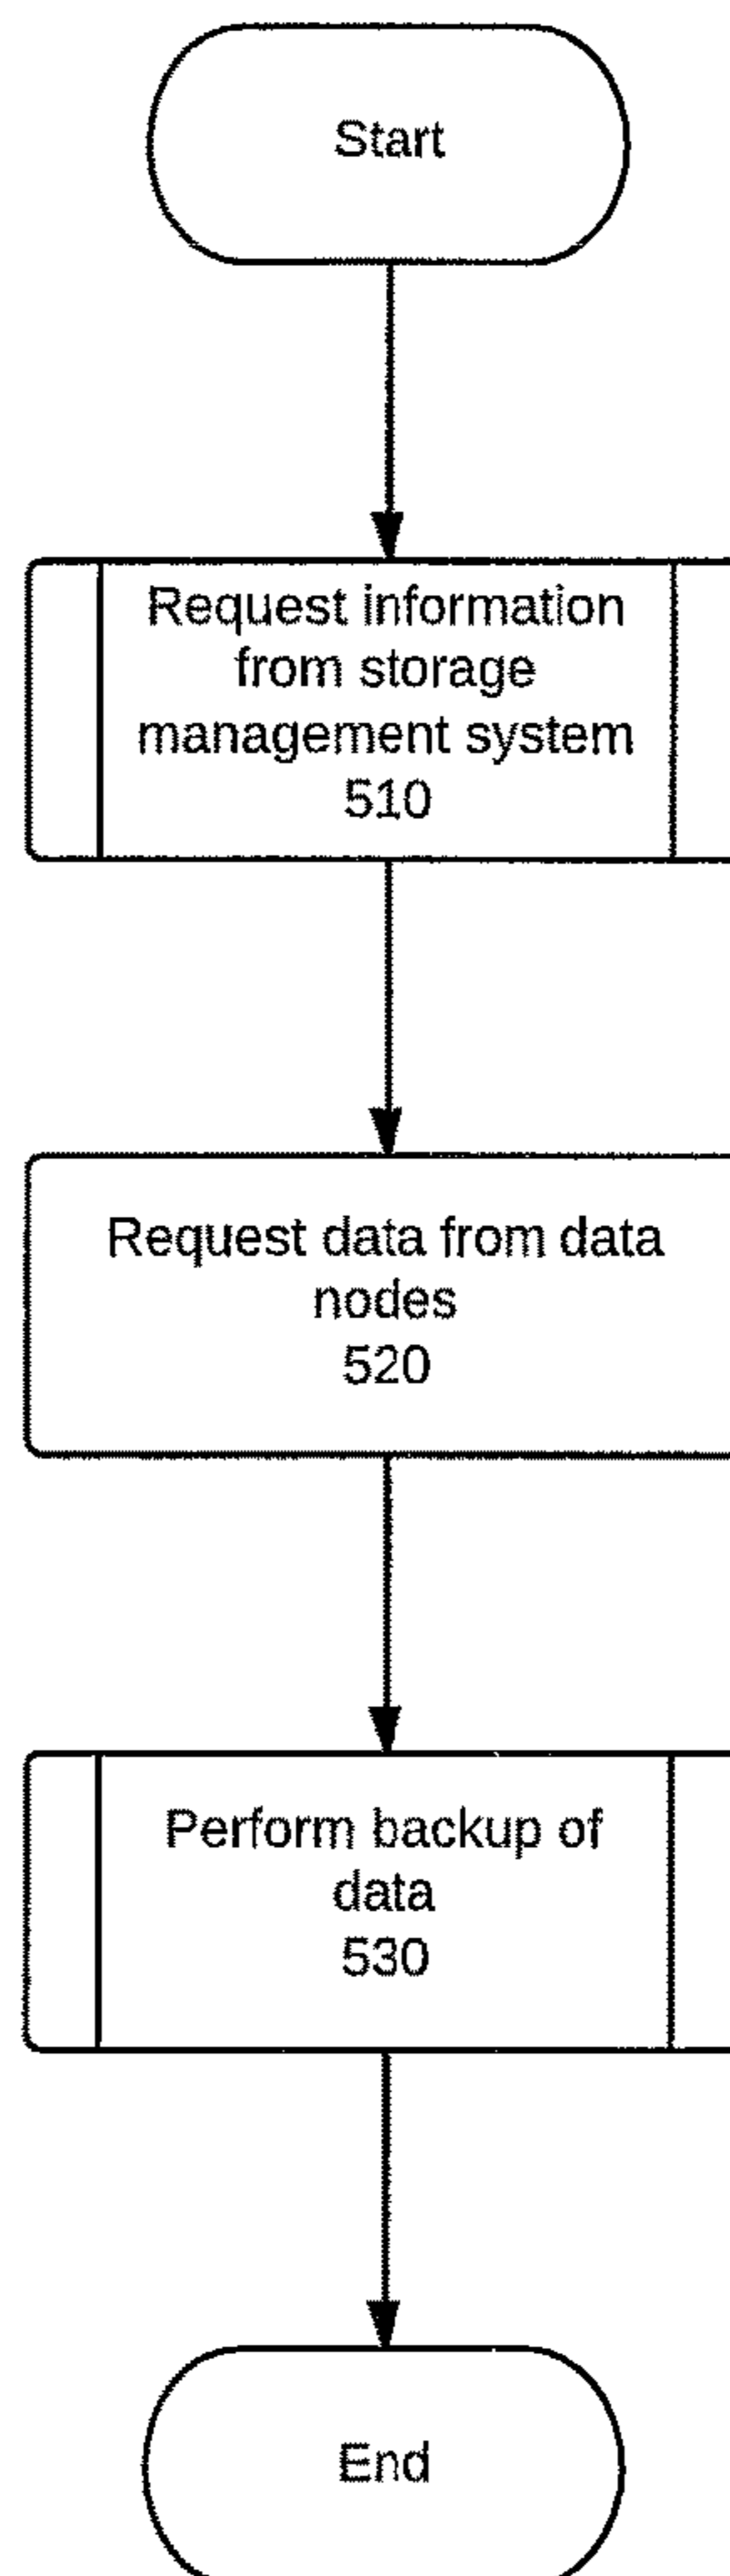 Start
Request information
from storage
management system
510
Request data from data
nodes
520
Perform backup of
data
530
End